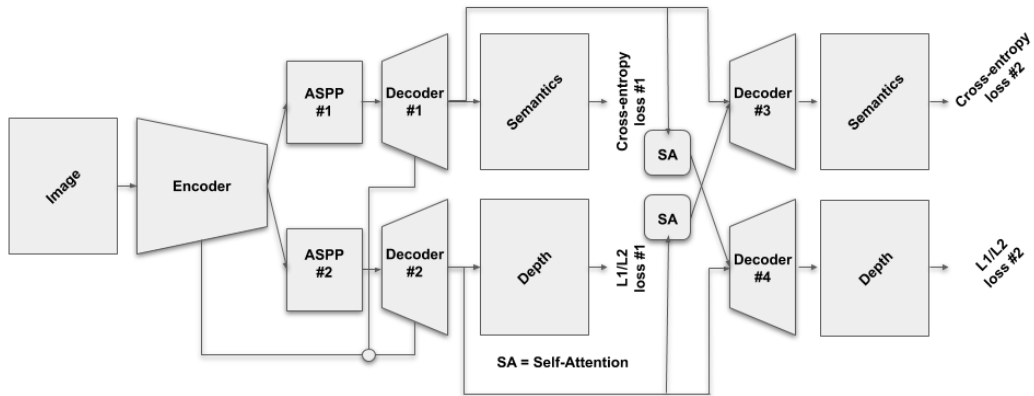 Image
Encoder
ASPP
#1
Decoder
#1
Semantics
Cross-entropy
loss #1
SA
Decoder
#3
Semantics
Cross-entropy
loss #2
ASPP
#2
Decoder
#2
Depth
L1/L2
loss #1
SA
Decoder
#4
Depth
L1/L2
loss #2
SA = Self-Attention